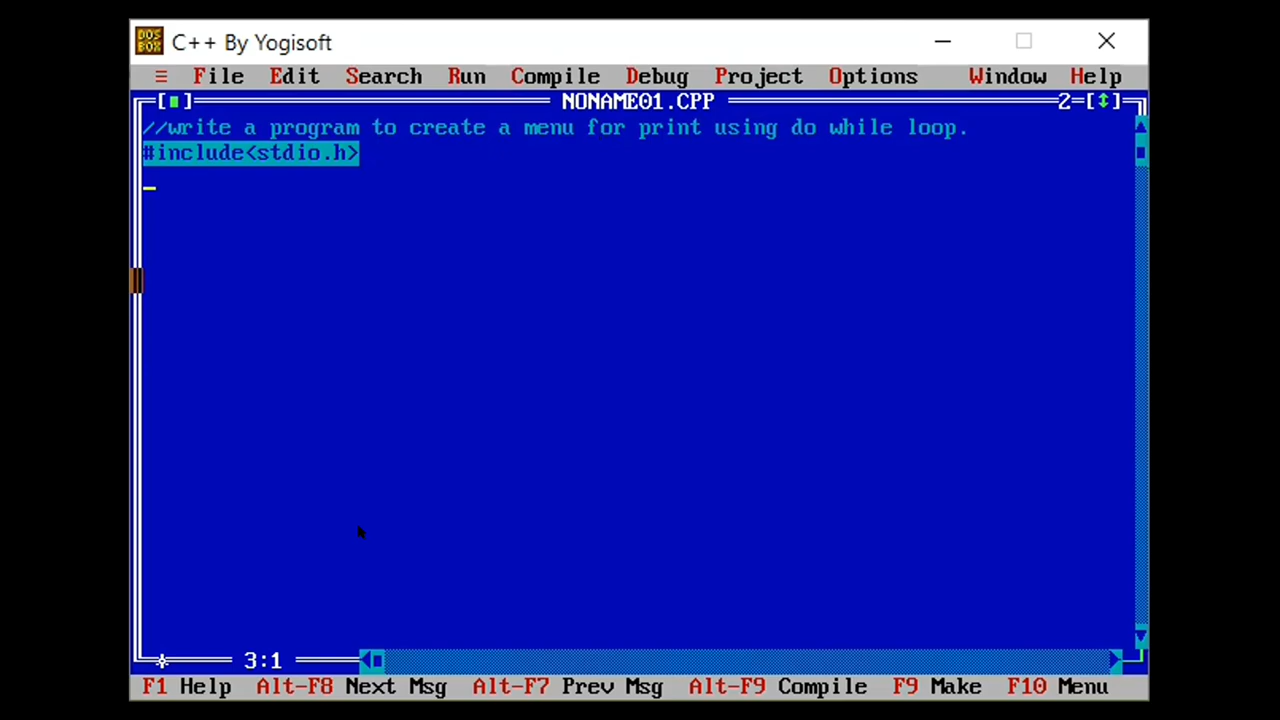 C++ By Yogisoft
≡ File Edit Search Run Compile Debug Project Options Window Help
[■] NONAME01.CPP 2=[↕]
//write a program to create a menu for print using do while loop.
#include<stdio.h>
3:1
F1 Help Alt-F8 Next Msg Alt-F7 Prev Msg Alt-F9 Compile F9 Make F10 Menu